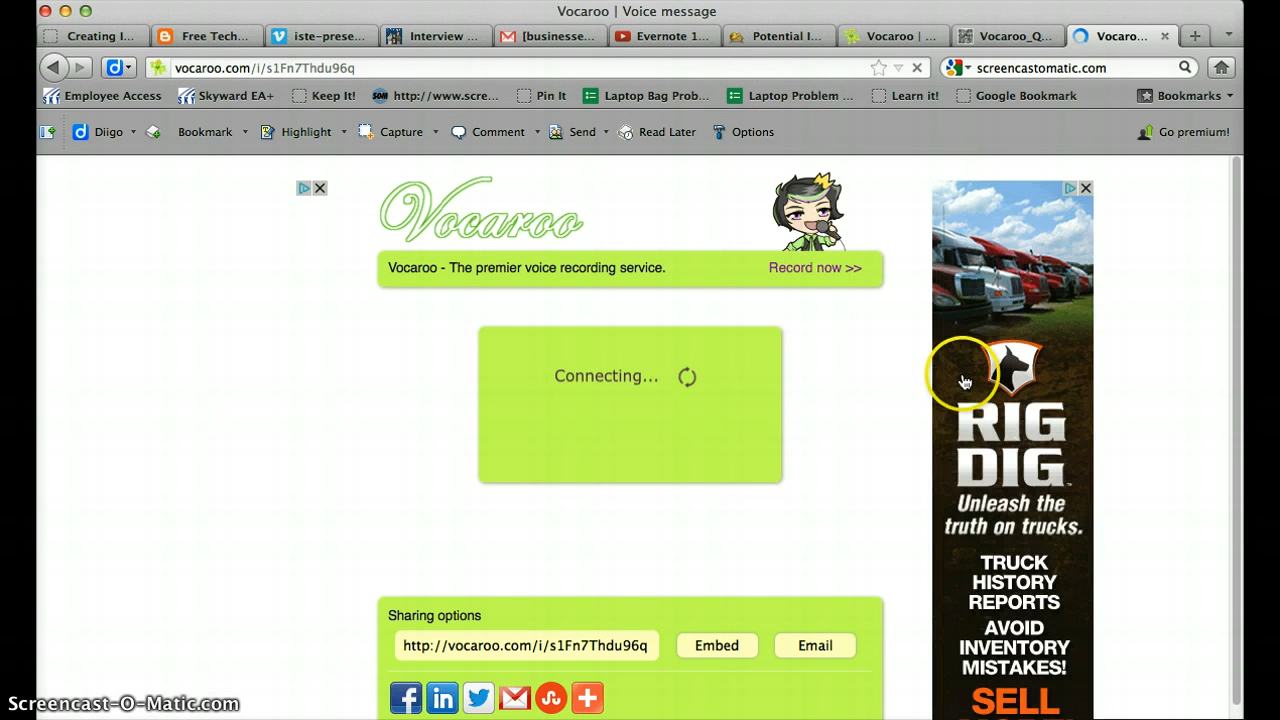 Vocaroo | Voice message
Creating I...
Free Tech...
iste-prese...
Interview ...
[businesse...
Evernote 1...
Potential I...
Vocaroo | ...
Vocaroo_Q...
Vocaroo...
vocaroo.com/i/s1Fn7Thdu96q
screencastomatic.com
Employee Access
Skyward EA+
Keep It!
http://www.scre...
Pin It
Laptop Bag Prob...
Laptop Problem ...
Learn it!
Google Bookmark
Bookmarks
Diigo
Bookmark
Highlight
Capture
Comment
Send
Read Later
Options
Go premium!
Vocaroo
Vocaroo - The premier voice recording service.
Record now >>
Connecting...
RIG
DIG
Unleash the
truth on trucks.
TRUCK
HISTORY
REPORTS
AVOID
INVENTORY
MISTAKES!
SELL
Sharing options
http://vocaroo.com/i/s1Fn7Thdu96q
Embed
Email
Screencast-O-Matic.com